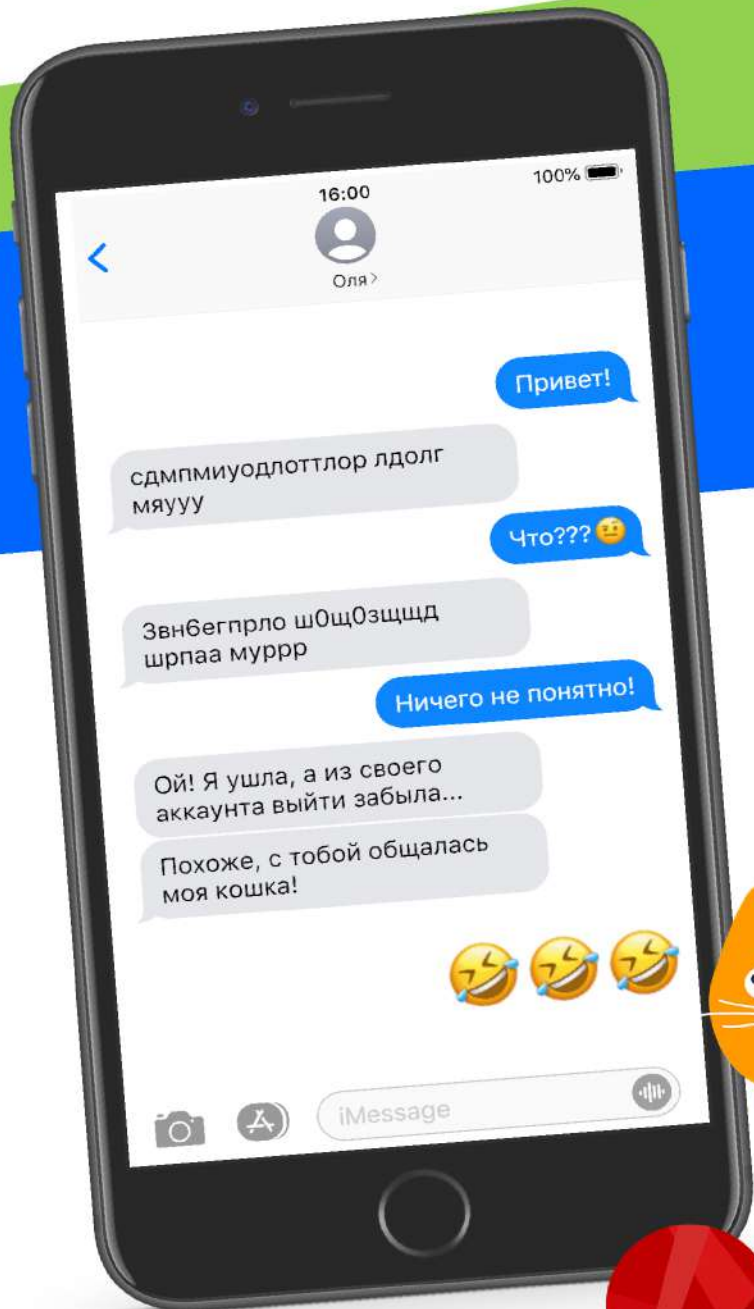 16:00
100%
Оля
Привет!
сдмпмиуодлоттлор лдолг
мяууу
Что???🤨
Звн6егпрло ш0щ0зщщд
шрпаа муррр
Ничего не понятно!
Ой! Я ушла, а из своего
аккаунта выйти забыла...
Похоже, с тобой общалась
моя кошка!
🤣🤣🤣
iMessage